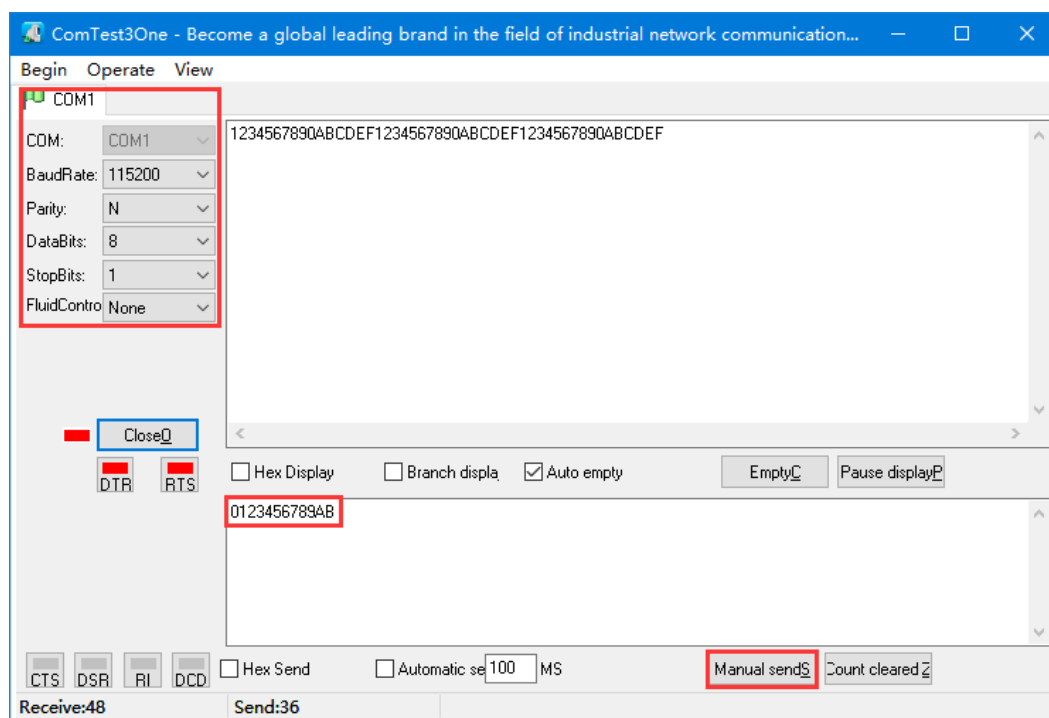 ComTest3One - Become a global leading brand in the field of industrial network communication...
Begin Operate View
COM1
COM: COM1
BaudRate: 115200
Parity: N
DataBits: 8
StopBits: 1
FluidContro None
1234567890ABCDEF1234567890ABCDEF1234567890ABCDEF
CloseO
DTR RTS
Hex Display Branch displa Auto empty EmptyC Pause displayP
0123456789AB
CTS DSR RI DCD
Hex Send Automatic se 100 MS Manual sendS Count cleared Z
Receive:48 Send:36